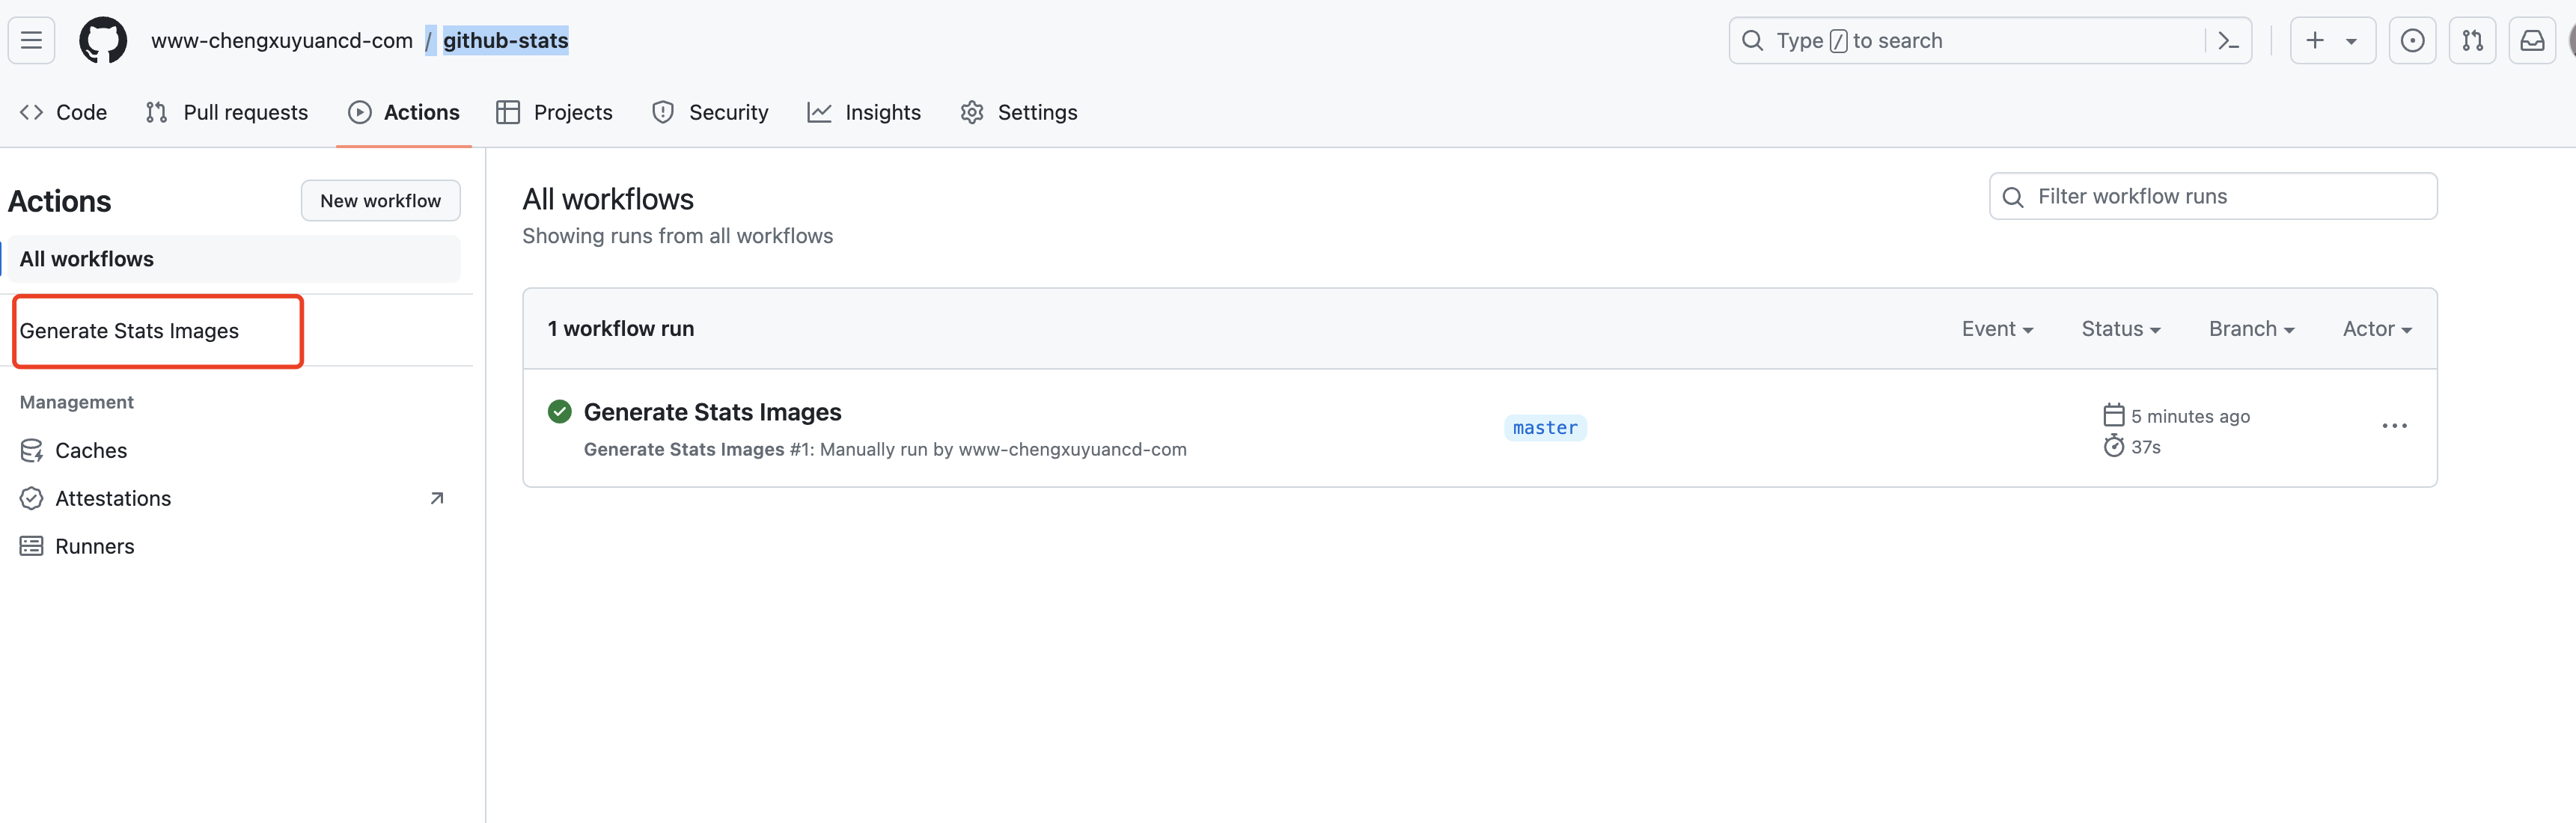 www-chengxuyuancd-com / github-stats
Type / to search
Code Pull requests Actions Projects Security Insights Settings
Actions
New workflow
All workflows
Generate Stats Images
Management
Caches
Attestations
Runners
All workflows
Showing runs from all workflows
Filter workflow runs
1 workflow run
Event Status Branch Actor
Generate Stats Images
Generate Stats Images #1: Manually run by www-chengxuyuancd-com
master
5 minutes ago
37s